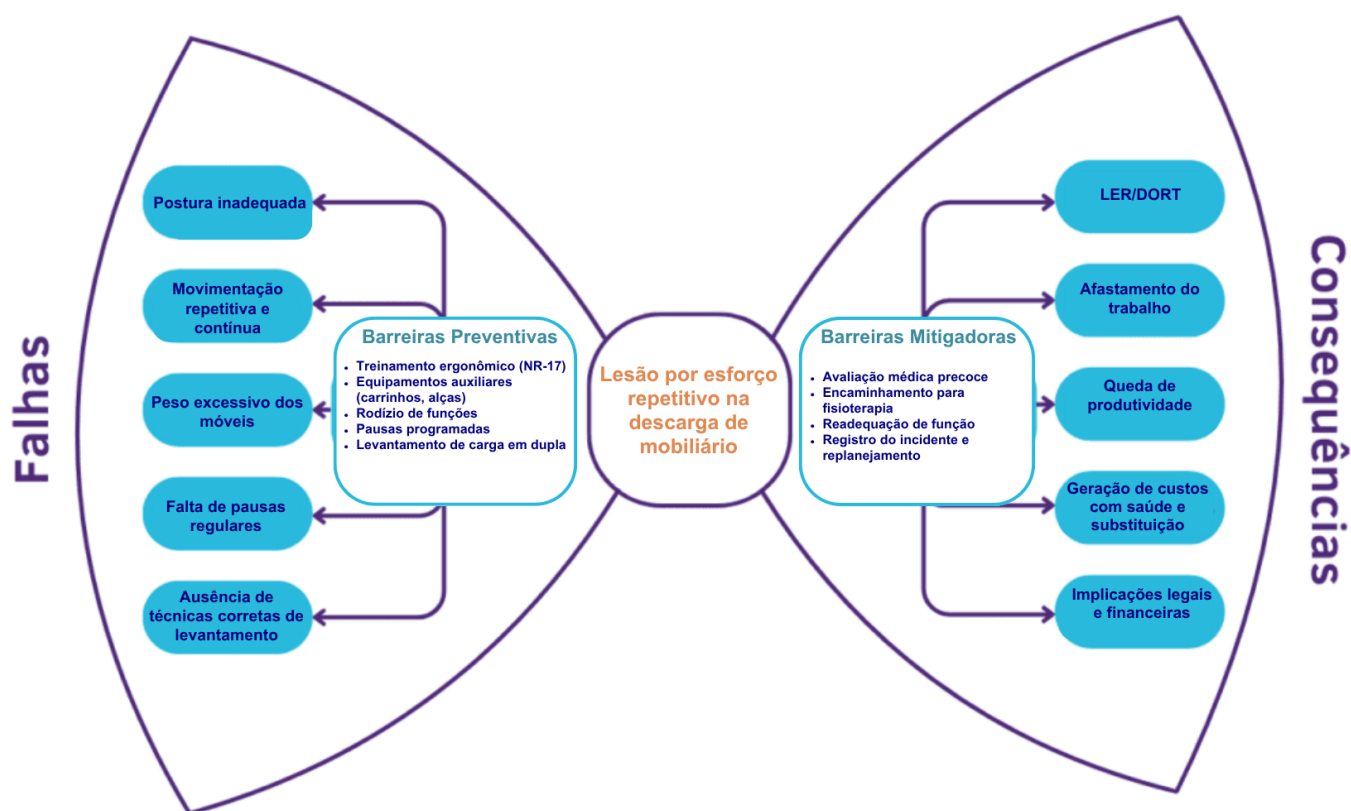 Falhas
Postura inadequada
Movimentação
repetitiva e
contínua
Peso excessivo dos
móveis
Falta de pausas
regulares
Ausência de
técnicas corretas de
levantamento
Barreiras Preventivas
• Treinamento ergonômico (NR-17)
• Equipamentos auxiliares
(carrinhos, alças)
• Rodízio de funções
• Pausas programadas
• Levantamento de carga em dupla
Lesão por esforço
repetitivo na
descarga de
mobiliário
Barreiras Mitigadoras
• Avaliação médica precoce
• Encaminhamento para
fisioterapia
• Readequação de função
• Registro do incidente e
replanejamento
LER/DORT
Afastamento do
trabalho
Queda de
produtividade
Geração de custos
com saúde e
substituição
Implicações legais
e financeiras
Consequências